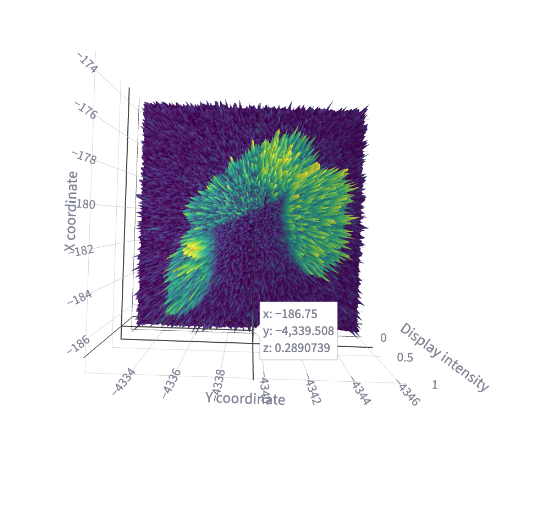 −174
−176
−178
−180
−182
−184
−186
X coordinate
x: −186.75
y: −4,339.508
z: 0.2890739
0
0.5
1
Display intensity
−4334
−4336
−4338
−4342
−4344
−4346
Y coordinate